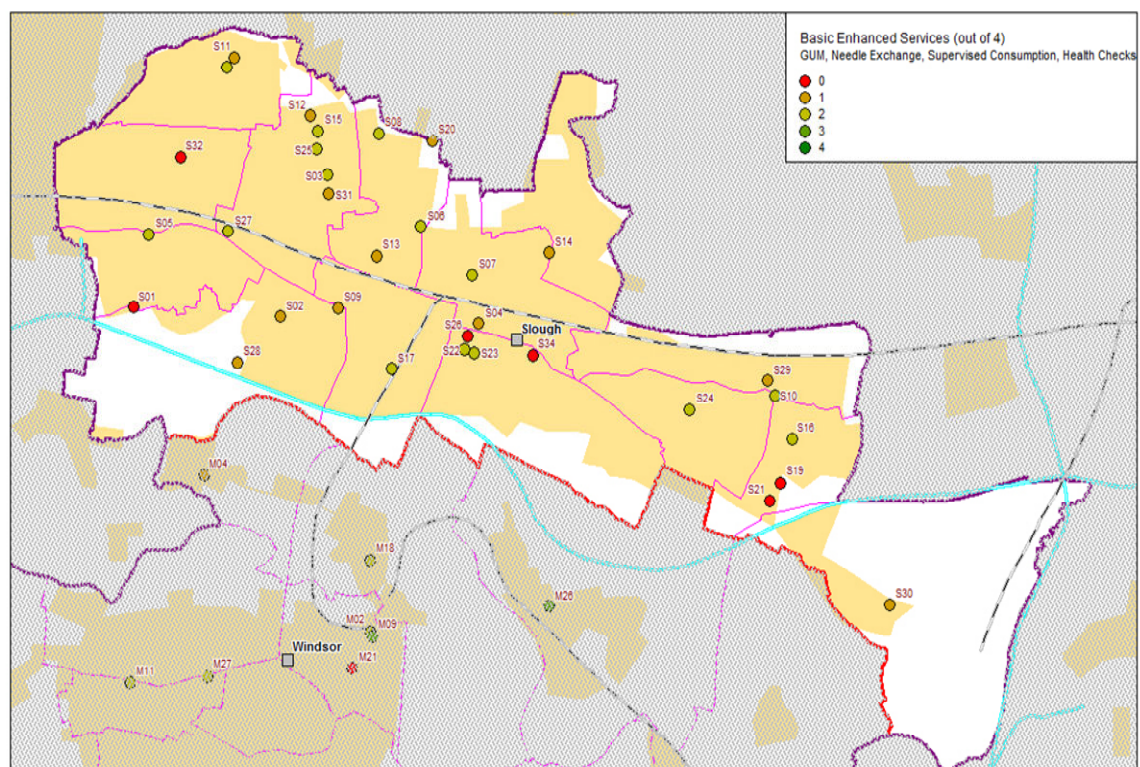 Basic Enhanced Services (out of 4)
GUM, Needle Exchange, Supervised Consumption, Health Checks
0
1
2
3
4
S11
S12
S15
S08
S20
S25
S32
S03
S31
S06
S27
S05
S13
S14
S07
S01
S02
S09
S04
S26
Slough
S22
S23
S34
S28
S17
S29
S10
S24
S16
S19
S21
M04
M18
M26
S30
M02
M09
Windsor
M21
M11
M27